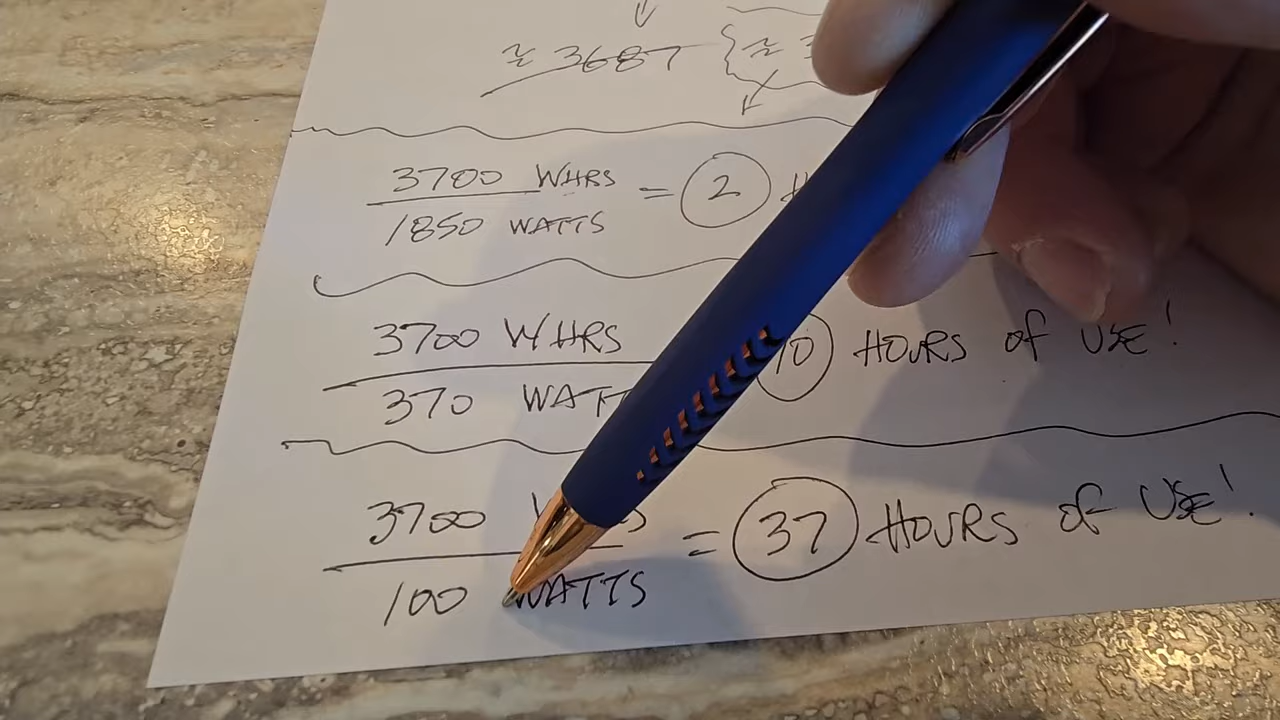 ≈ 3687 ≈
3700 WHRS
1850 WATTS
= 2 H
3700 WHRS
370 WATT
10 HOURS of USE!
3700
100 WATTS
= 37 HOURS of USE!